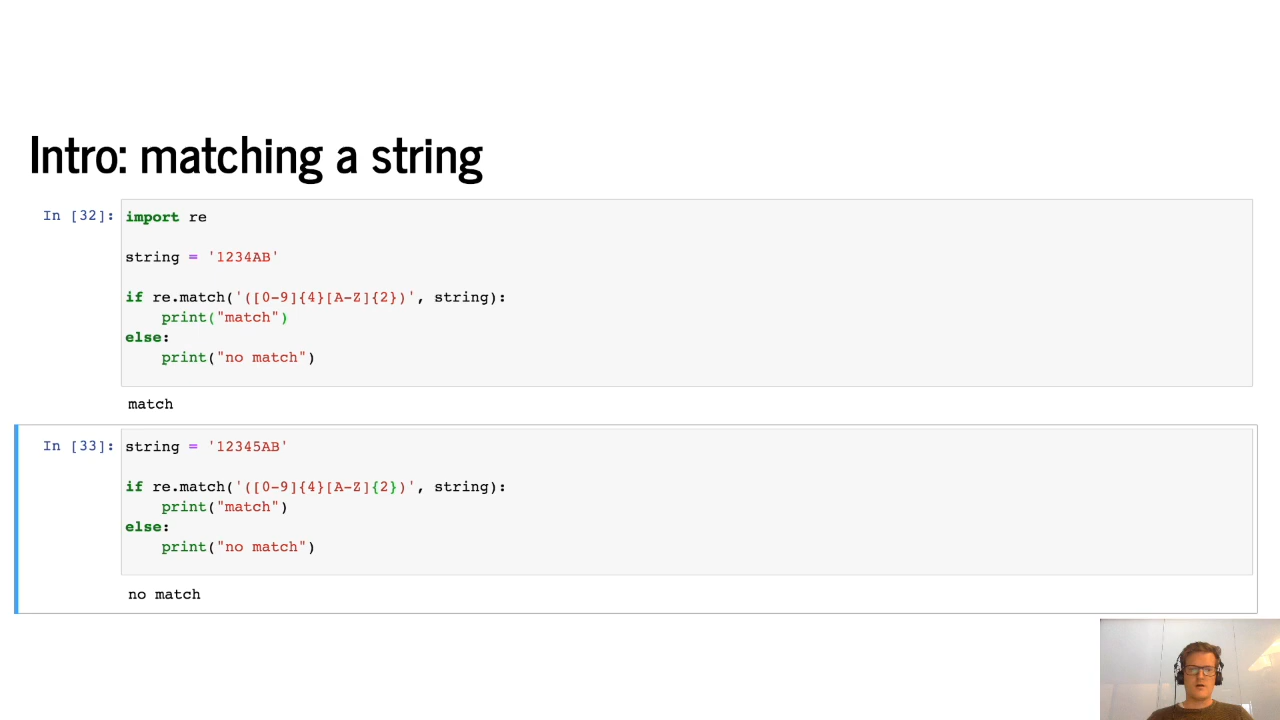 Intro: matching a string
In [32]: import re
string = '1234AB'
if re.match('([0-9]{4}[A-Z]{2})', string):
    print("match")
else:
    print("no match")
match
In [33]: string = '12345AB'
if re.match('([0-9]{4}[A-Z]{2})', string):
    print("match")
else:
    print("no match")
no match